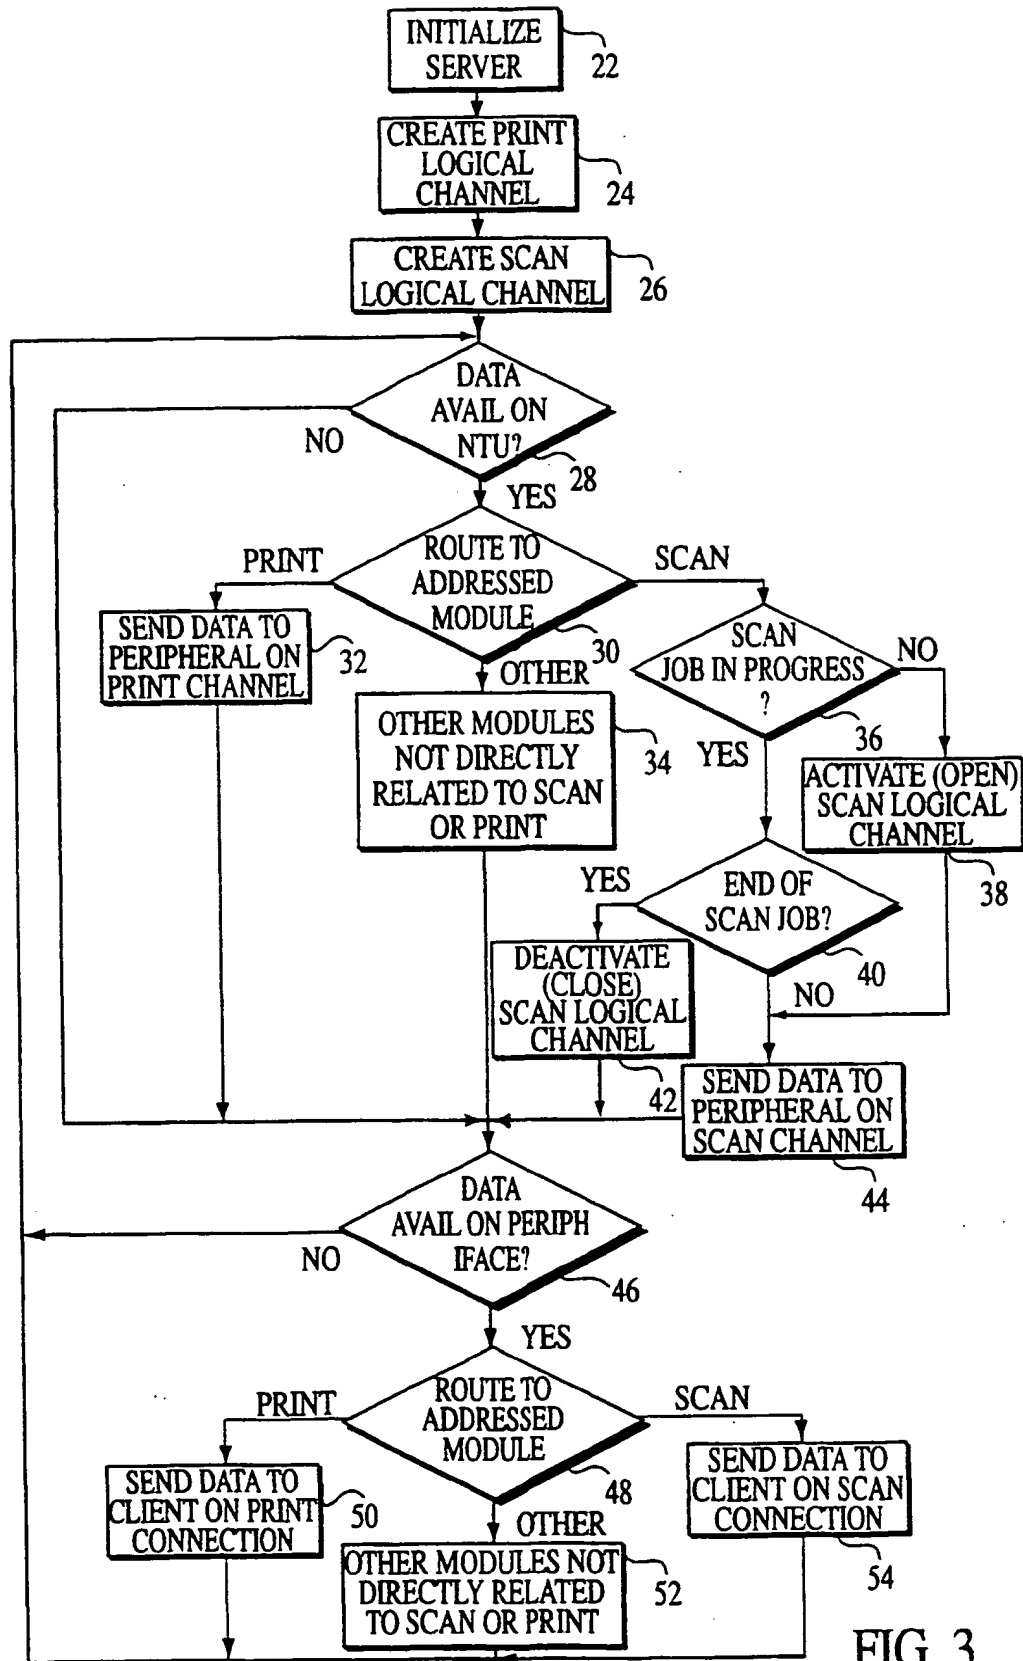 INITIALIZE
SERVER
22
CREATE PRINT
LOGICAL
CHANNEL
24
CREATE SCAN
LOGICAL CHANNEL
26
DATA
AVAIL ON
NTU?
28
NO
YES
ROUTE TO
ADDRESSED
MODULE
30
PRINT
SCAN
OTHER
SEND DATA TO
PERIPHERAL ON
PRINT CHANNEL
32
OTHER MODULES
NOT DIRECTLY
RELATED TO SCAN
OR PRINT
34
SCAN
JOB IN PROGRESS
?
36
NO
YES
ACTIVATE (OPEN)
SCAN LOGICAL
CHANNEL
38
END OF
SCAN JOB?
40
YES
NO
DEACTIVATE
(CLOSE)
SCAN LOGICAL
CHANNEL
42
SEND DATA TO
PERIPHERAL ON
SCAN CHANNEL
44
DATA
AVAIL ON PERIPH
IFACE?
46
NO
YES
ROUTE TO
ADDRESSED
MODULE
48
PRINT
SCAN
OTHER
SEND DATA TO
CLIENT ON PRINT
CONNECTION
50
OTHER MODULES NOT
DIRECTLY RELATED
TO SCAN OR PRINT
52
SEND DATA TO
CLIENT ON SCAN
CONNECTION
54
FIG. 3